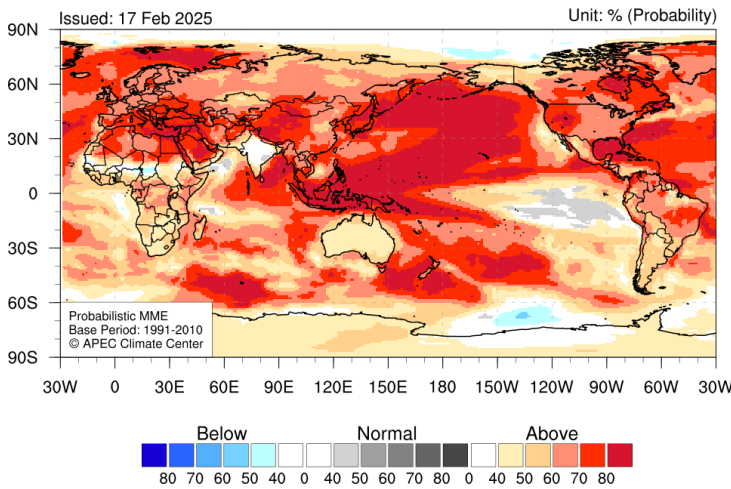 Issued: 17 Feb 2025
Unit: % (Probability)
90N
60N
30N
0
30S
60S
90S
Probabilistic MME
Base Period: 1991-2010
© APEC Climate Center
30W 0 30E 60E 90E 120E 150E 180 150W 120W 90W 60W 30W
Below Normal Above
80 70 60 50 40 0 40 50 60 70 80 0 40 50 60 70 80